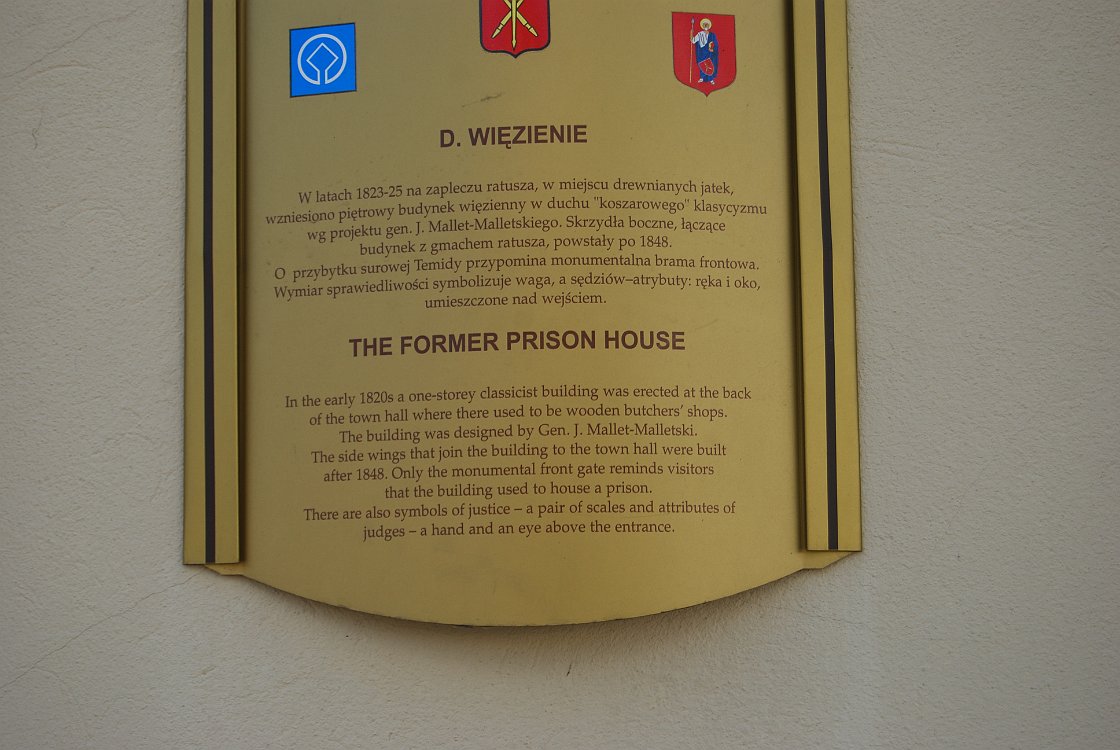 D. WIĘZIENIE
W latach 1823-25 na zapleczu ratusza, w miejscu drewnianych jatek,
wzniesiono piętrowy budynek więzienny w duchu "koszarowego" klasycyzmu
wg projektu gen. J. Mallet-Malletskiego. Skrzydła boczne, łączące
budynek z gmachem ratusza, powstały po 1848.
O przybytku surowej Temidy przypomina monumentalna brama frontowa.
Wymiar sprawiedliwości symbolizuje waga, a sędziów–atrybuty: ręka i oko,
umieszczone nad wejściem.
THE FORMER PRISON HOUSE
In the early 1820s a one-storey classicist building was erected at the back
of the town hall where there used to be wooden butchers' shops.
The building was designed by Gen. J. Mallet-Malletski.
The side wings that join the building to the town hall were built
after 1848. Only the monumental front gate reminds visitors
that the building used to house a prison.
There are also symbols of justice – a pair of scales and attributes of
judges – a hand and an eye above the entrance.